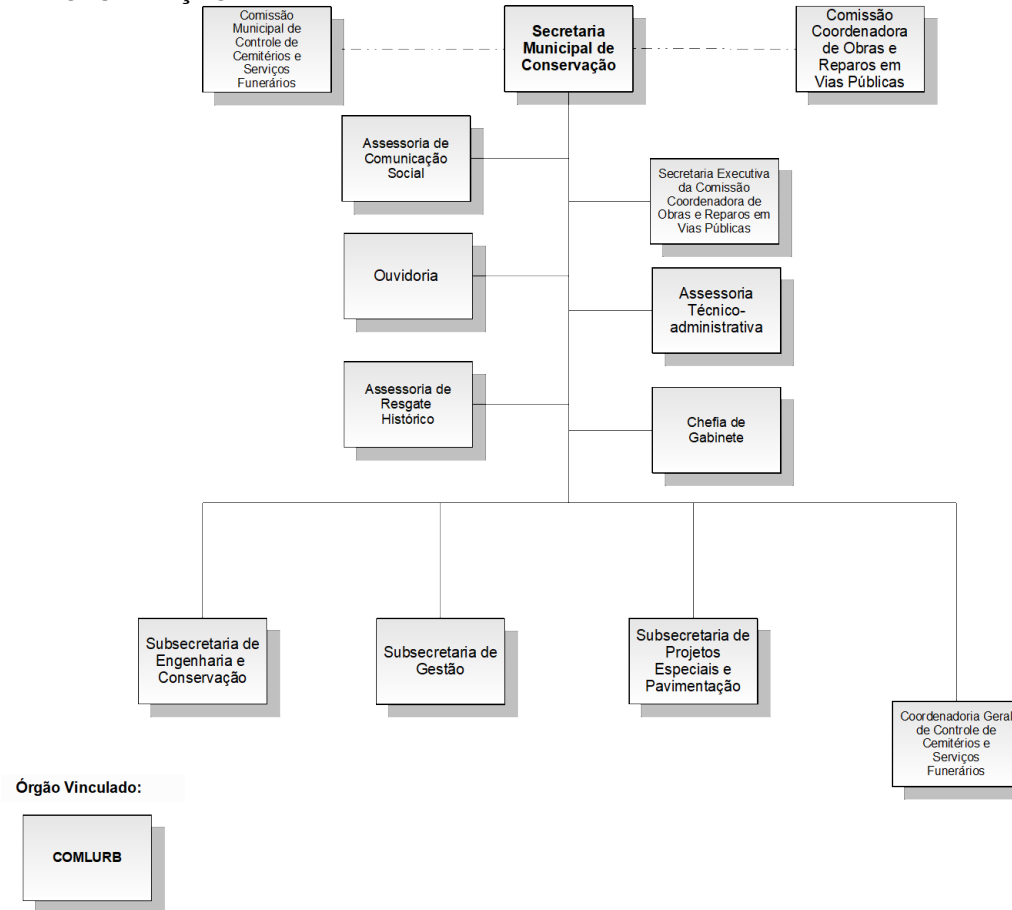 Comissão
Municipal de
Controle de
Cemitérios e
Serviços
Funerários
Secretaria
Municipal de
Conservação
Comissão
Coordenadora
de Obras e
Reparos em
Vias Públicas
Assessoria de
Comunicação
Social
Secretaria Executiva
da Comissão
Coordenadora de
Obras e Reparos em
Vias Públicas
Ouvidoria
Assessoria
Técnico-
administrativa
Assessoria de
Resgate
Histórico
Chefia de
Gabinete
Subsecretaria de
Engenharia e
Conservação
Subsecretaria de
Gestão
Subsecretaria de
Projetos
Especiais e
Pavimentação
Coordenadoria Geral
de Controle de
Cemitérios e
Serviços
Funerários
Órgão Vinculado:
COMLURB